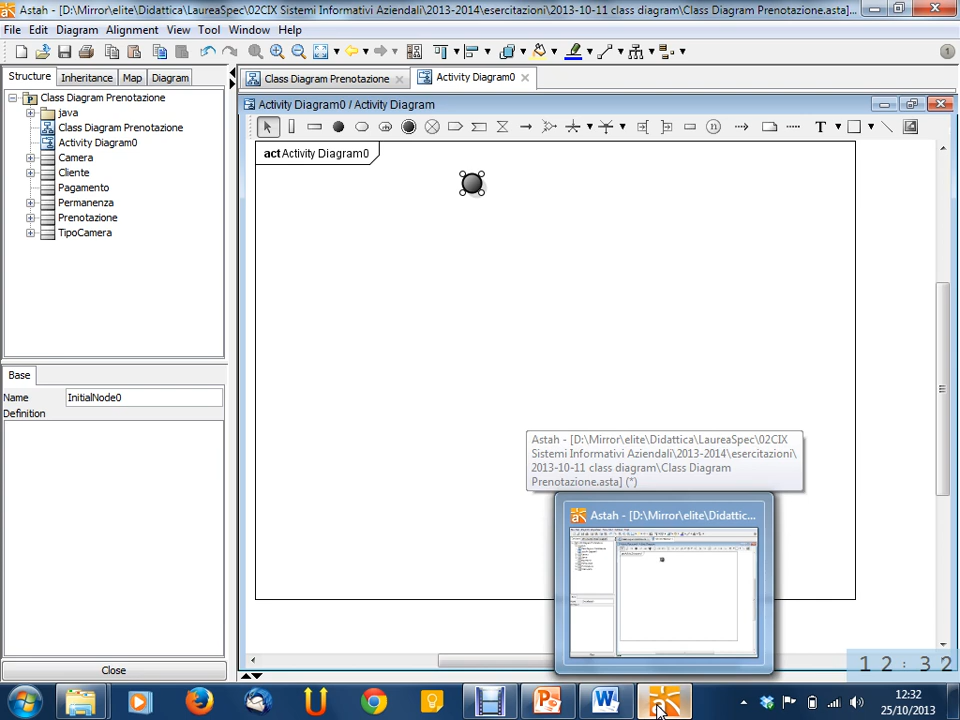 Astah - [D:\Mirror\elite\Didattica\LaureaSpec\02CIX Sistemi Informativi Aziendali\2013-2014\esercitazioni\2013-10-11 class diagram\Class Diagram Prenotazione.asta]...
File Edit Diagram Alignment View Tool Window Help
1
Structure Inheritance Map Diagram
Class Diagram Prenotazione Activity Diagram0
Class Diagram Prenotazione
java
Class Diagram Prenotazione
Activity Diagram0
Camera
Cliente
Pagamento
Permanenza
Prenotazione
TipoCamera
Activity Diagram0 / Activity Diagram
T
act Activity Diagram0
Base
Name InitialNode0
Definition
Close
Astah - [D:\Mirror\elite\Didattica\LaureaSpec\02CIX
Sistemi Informativi Aziendali\2013-2014\esercitazioni\
2013-10-11 class diagram\Class Diagram
Prenotazione.asta] (*)
Astah - [D:\Mirror\elite\Didattic...
12:32
12:32
25/10/2013